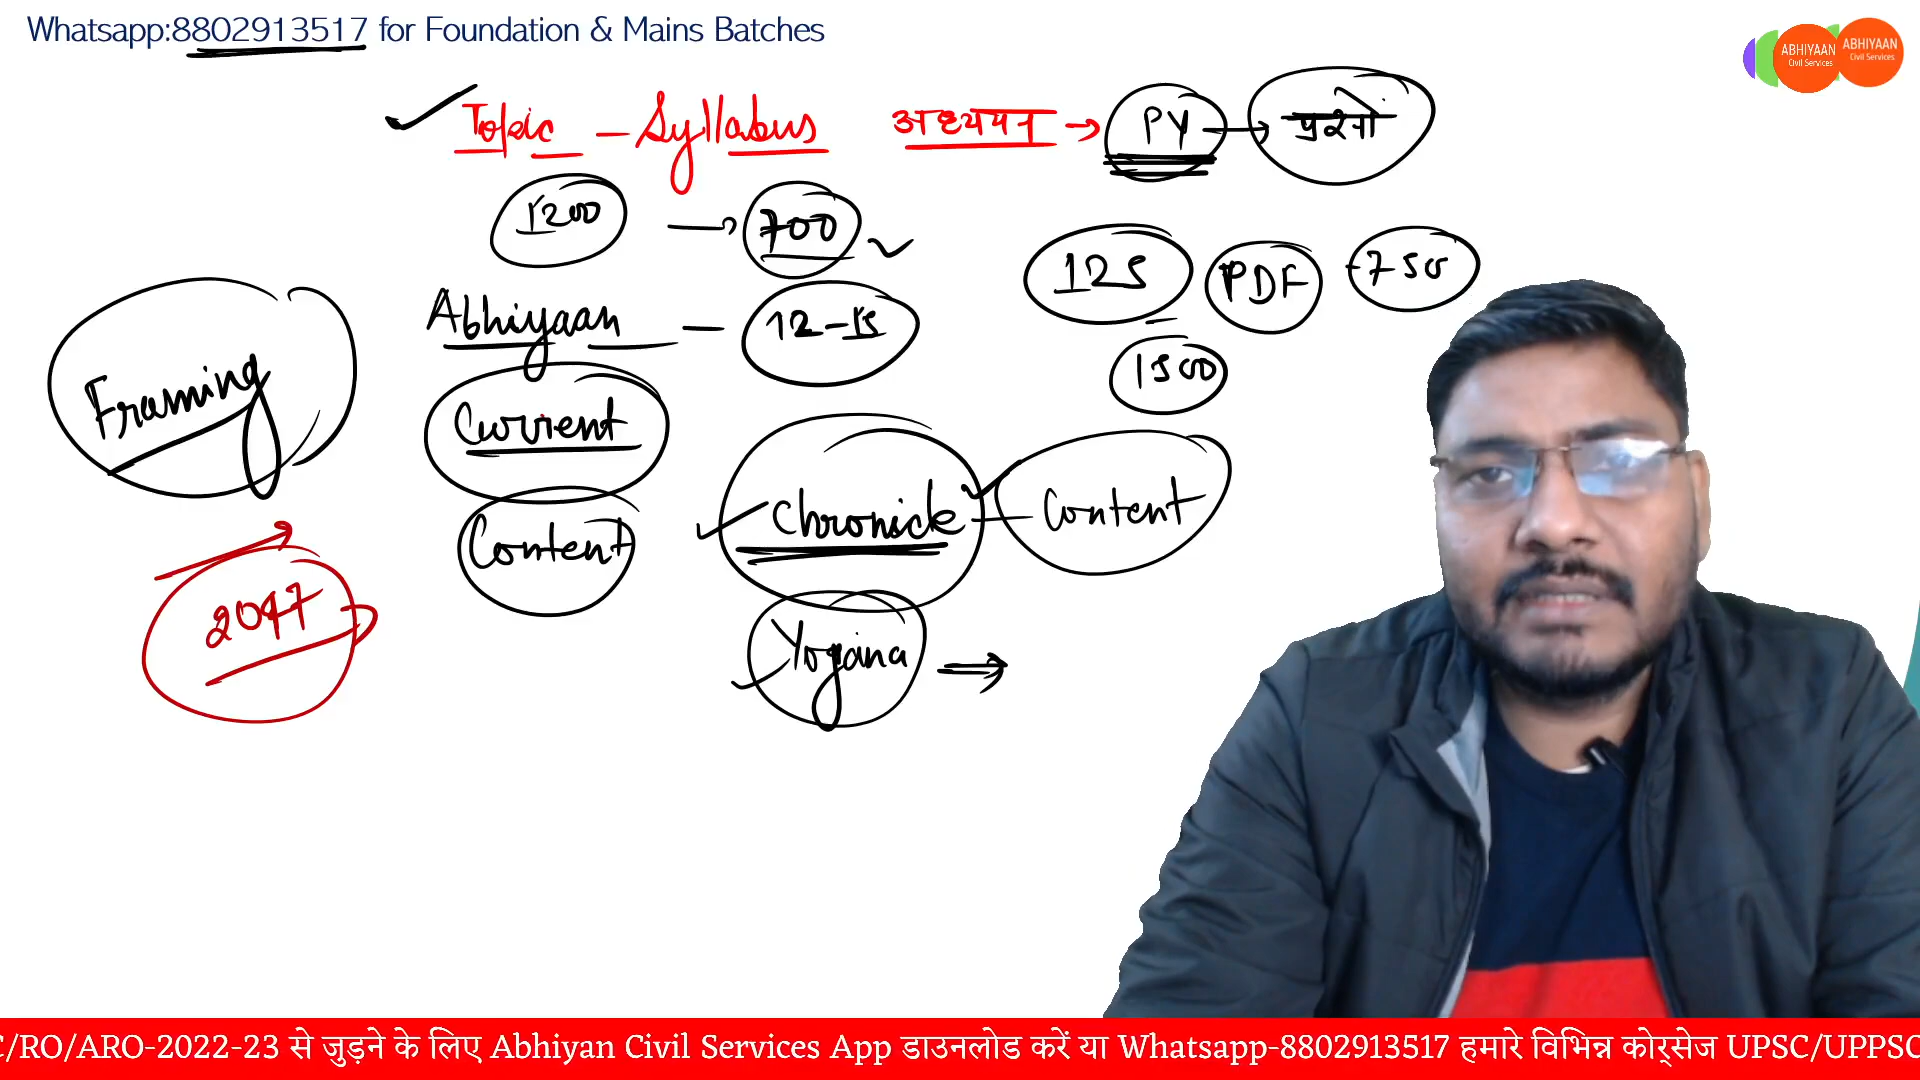 Whatsapp:8802913517 for Foundation & Mains Batches
ABHIYAAN
Civil Services
ABHIYAAN
Civil Services
Topic - Syllabus अध्ययन → PY → प्रश्नो
1200 → 700
125 PDF 750
Abhiyaan - 12-15
1500
Framing
Current
Chronicle - Content
Content
2047
Yojana ⇒
C/RO/ARO-2022-23 से जुड़ने के लिए Abhiyan Civil Services App डाउनलोड करें या Whatsapp-8802913517 हमारे विभिन्न कोर्सेज UPSC/UPPSC